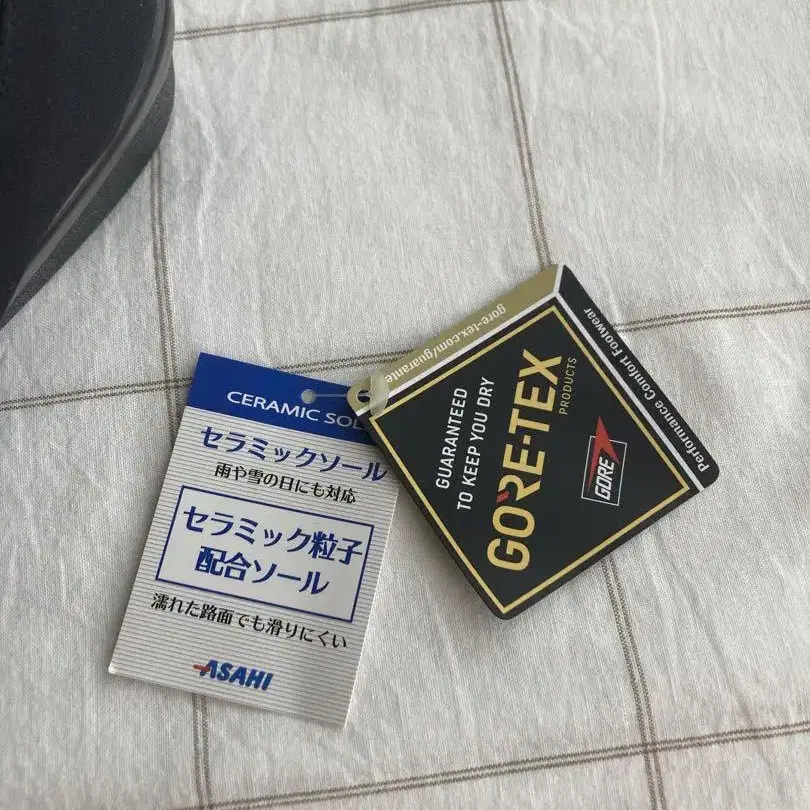 CERAMIC SOL
セラミックソール
雨や雪の日にも対応
セラミック粒子
配合ソール
濡れた路面でも滑りにくい
ASAHI
gore-tex.com/guarante
GUARANTEED
TO KEEP YOU DRY
GORE-TEX
PRODUCTS
GORE
Performance Comfort Footwear